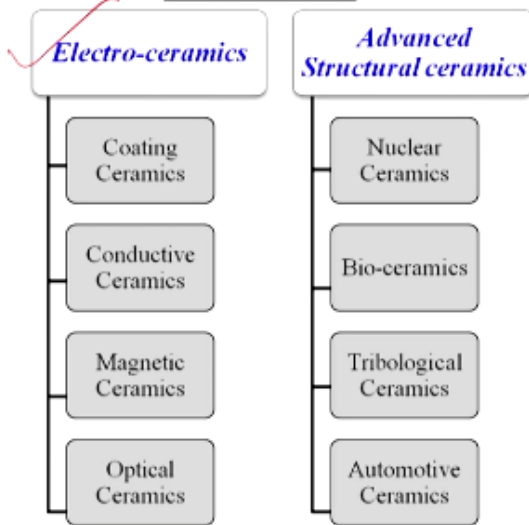 Electro-ceramics
Coating
Ceramics
Conductive
Ceramics
Magnetic
Ceramics
Optical
Ceramics
Advanced
Structural ceramics
Nuclear
Ceramics
Bio-ceramics
Tribological
Ceramics
Automotive
Ceramics